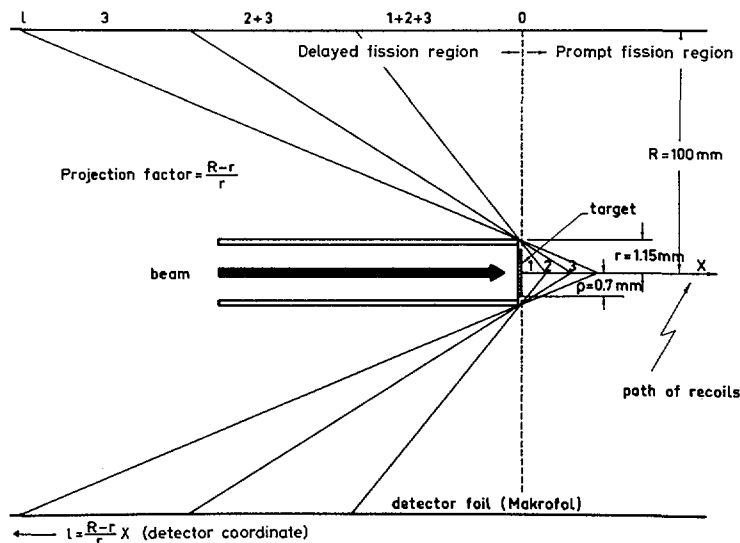 l 3 2+3 1+2+3 0
Delayed fission region Prompt fission region
R=100mm
Projection factor= R-r / r
target
r=1.15mm
beam
1 2 3
X
ρ=0.7mm
path of recoils
detector foil (Makrofol)
l= R-r / r X (detector coordinate)